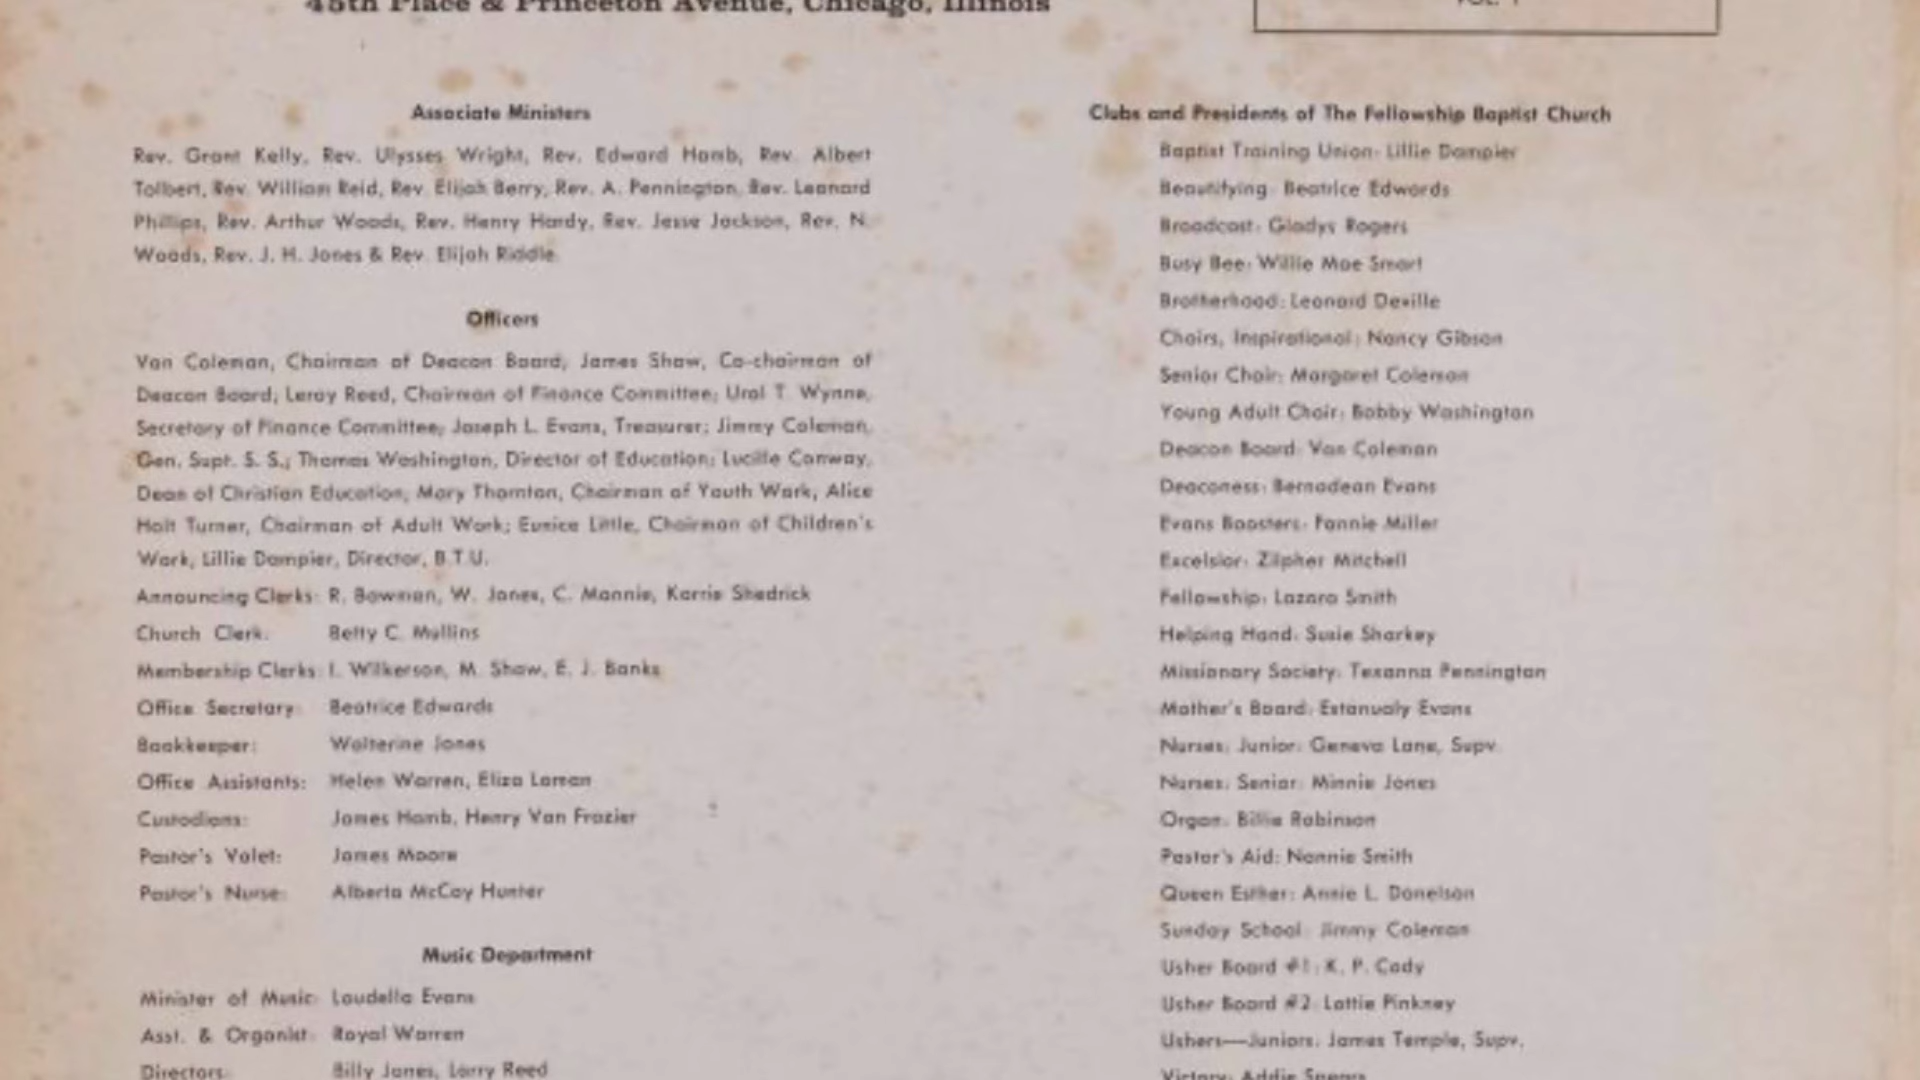 45th Place & Princeton Avenue, Chicago, Illinois
VOL. 1
Associate Ministers
Rev. Grant Kelly, Rev. Ulysses Wright, Rev. Edward Hamb, Rev. Albert
Tolbert, Rev. William Reid, Rev. Elijah Berry, Rev. A. Pennington, Rev. Leonard
Phillips, Rev. Arthur Woods, Rev. Henry Hardy, Rev. Jesse Jackson, Rev. N.
Woods, Rev. J. H. Jones & Rev. Elijah Riddle.
Officers
Van Coleman, Chairman of Deacon Board; James Shaw, Co-chairman of
Deacon Board; Leroy Reed, Chairman of Finance Committee; Ural T. Wynne,
Secretary of Finance Committee; Joseph L. Evans, Treasurer; Jimmy Coleman,
Gen. Supt. S. S.; Thomas Washington, Director of Education; Lucille Conway,
Dean of Christian Education, Mary Thornton, Chairman of Youth Work, Alice
Holt Turner, Chairman of Adult Work; Eunice Little, Chairman of Children's
Work, Lillie Dampier, Director, B.T.U.
Announcing Clerks: R. Bowman, W. Jones, C. Mannie, Karrie Shedrick
Church Clerk: Betty C. Mullins
Membership Clerks: I. Wilkerson, M. Shaw, E. J. Banks
Office Secretary: Beatrice Edwards
Bookkeeper: Walterine Jones
Office Assistants: Helen Warren, Eliza Laman
Custodians: James Hamb, Henry Van Frazier
Pastor's Valet: James Moore
Pastor's Nurse: Alberta McCoy Hunter
Music Department
Minister of Music: Loudella Evans
Asst. & Organist: Royal Warren
Directors: Billy Jones, Larry Reed
Clubs and Presidents of The Fellowship Baptist Church
Baptist Training Union: Lillie Dampier
Beautifying: Beatrice Edwards
Broadcast: Gladys Rogers
Busy Bee: Willie Mae Smart
Brotherhood: Leonard Deville
Choirs, Inspirational: Nancy Gibson
Senior Choir: Margaret Coleman
Young Adult Choir: Bobby Washington
Deacon Board: Van Coleman
Deaconess: Bernadean Evans
Evans Boosters: Fannie Miller
Excelsior: Zilpher Mitchell
Fellowship: Lazara Smith
Helping Hand: Susie Sharkey
Missionary Society: Texanna Pennington
Mother's Board: Estanualy Evans
Nurses, Junior: Geneva Lane, Supv.
Nurses, Senior: Minnie Jones
Organ: Billie Robinson
Pastor's Aid: Nannie Smith
Queen Esther: Annie L. Donelson
Sunday School: Jimmy Coleman
Usher Board #1: K. P. Cady
Usher Board #2: Lottie Pinkney
Ushers—Juniors: James Temple, Supv.
Victory: Addie Spears